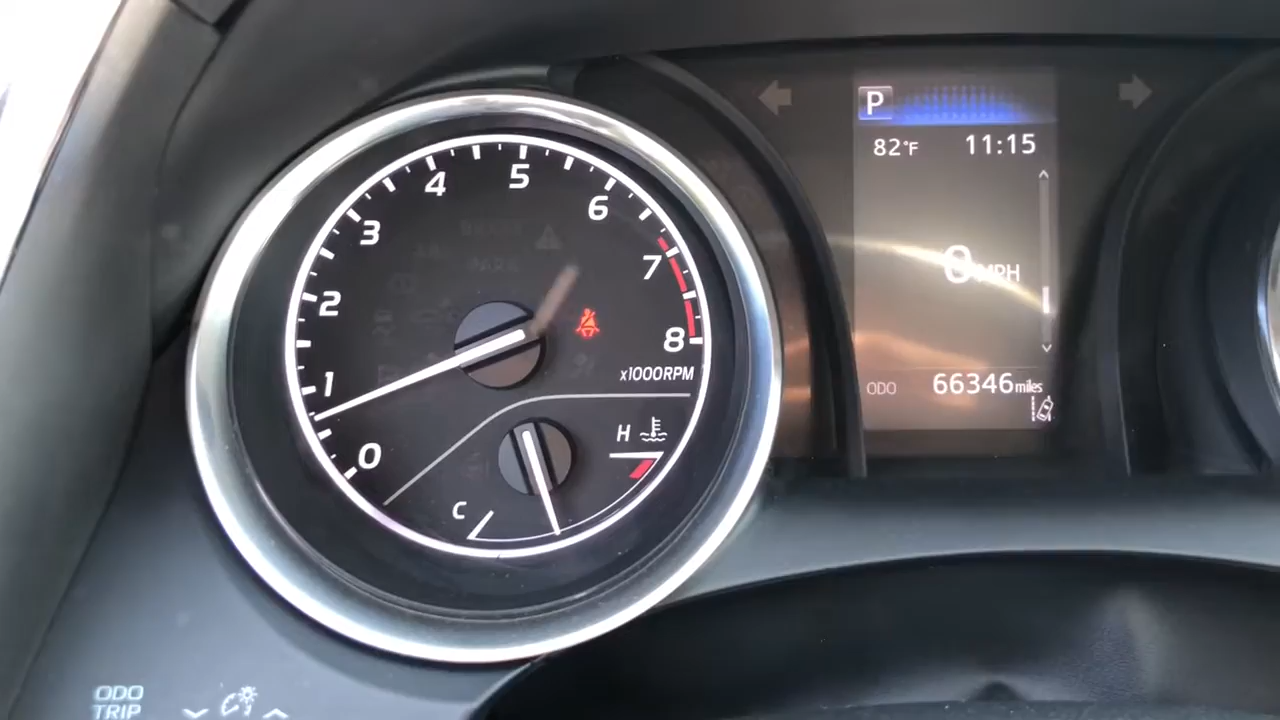 P
82°F 11:15
0 MPH
ODO 66346 miles
0
1
2
3
4
5
6
7
8
x1000RPM
H
C
ODO
TRIP